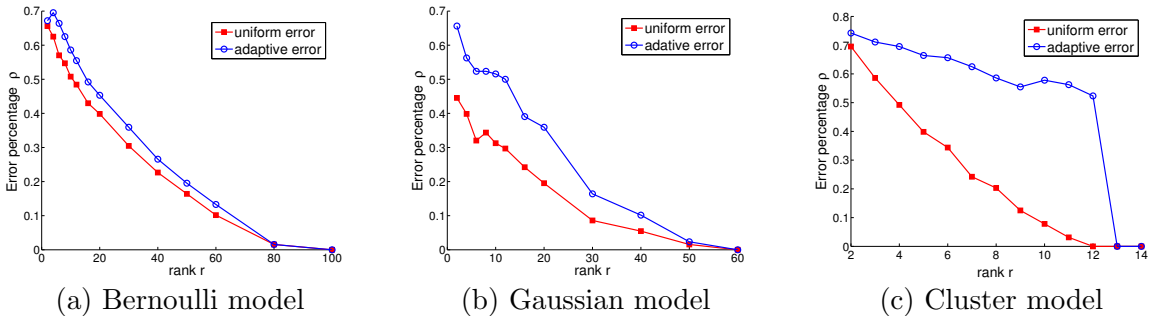 0.7
0.6
0.5
0.4
0.3
0.2
0.1
0
Error percentage ρ
uniform error
adaptive error
0 20 40 60 80 100
rank r
(a) Bernoulli model
0.7
0.6
0.5
0.4
0.3
0.2
0.1
0
Error percentage ρ
uniform error
adative error
0 10 20 30 40 50 60
rank r
(b) Gaussian model
0.8
0.7
0.6
0.5
0.4
0.3
0.2
0.1
0
Error percentage ρ
uniform error
adaptive error
2 4 6 8 10 12 14
rank r
(c) Cluster model